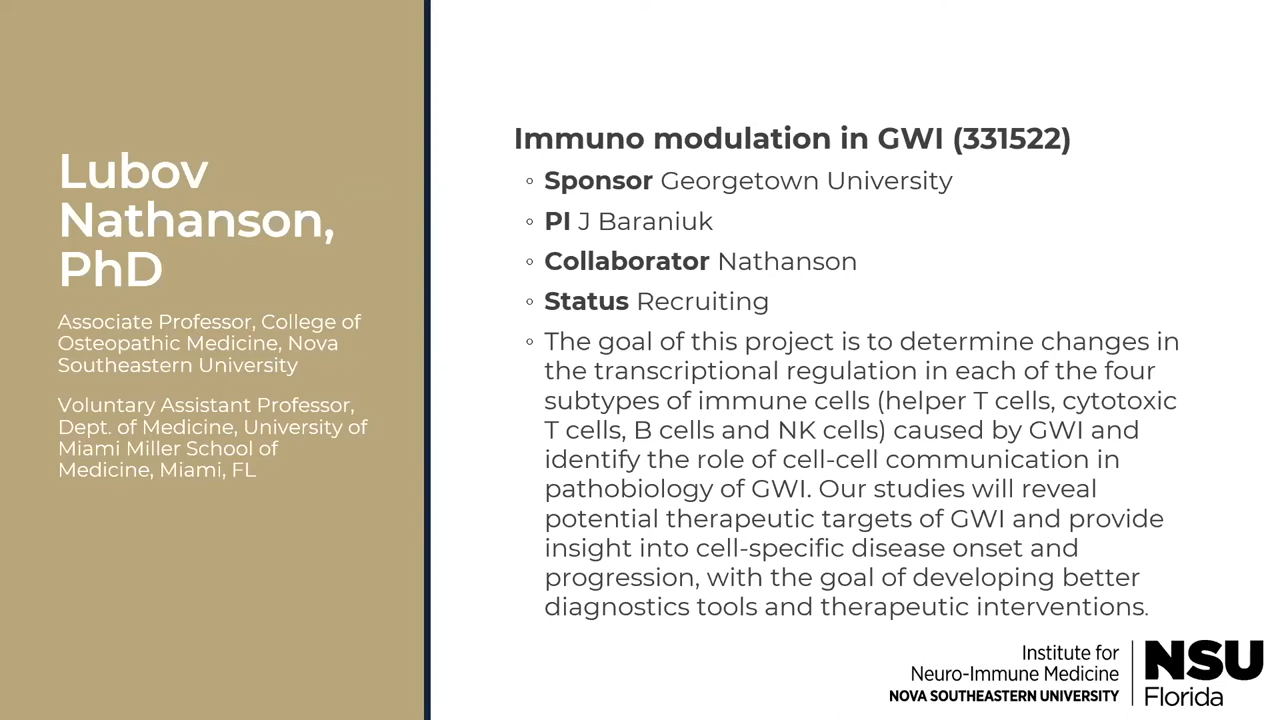 Lubov
Nathanson,
PhD
Associate Professor, College of
Osteopathic Medicine, Nova
Southeastern University
Voluntary Assistant Professor,
Dept. of Medicine, University of
Miami Miller School of
Medicine, Miami, FL
Immuno modulation in GWI (331522)
◦ Sponsor Georgetown University
◦ PI J Baraniuk
◦ Collaborator Nathanson
◦ Status Recruiting
◦ The goal of this project is to determine changes in
the transcriptional regulation in each of the four
subtypes of immune cells (helper T cells, cytotoxic
T cells, B cells and NK cells) caused by GWI and
identify the role of cell-cell communication in
pathobiology of GWI. Our studies will reveal
potential therapeutic targets of GWI and provide
insight into cell-specific disease onset and
progression, with the goal of developing better
diagnostics tools and therapeutic interventions.
Institute for
Neuro-Immune Medicine
NOVA SOUTHEASTERN UNIVERSITY
NSU
Florida